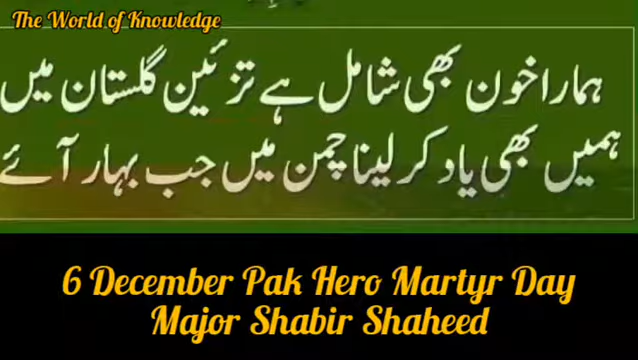 The World of Knowledge
ہمارا خون بھی شامل ہے تزئین گلستان میں
ہمیں بھی یاد کر لینا چمن میں جب بہار آئے
6 December Pak Hero Martyr Day
Major Shabir Shaheed